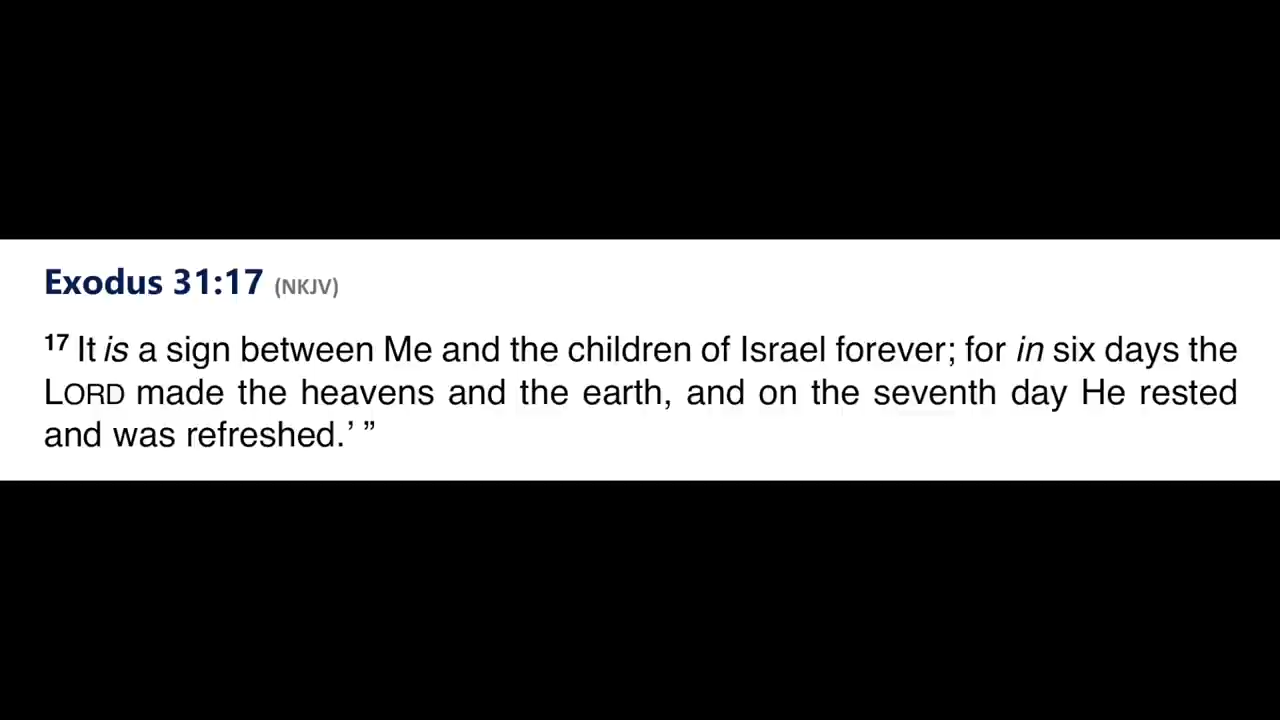 Exodus 31:17 (NKJV)
17 It is a sign between Me and the children of Israel forever; for in six days the
LORD made the heavens and the earth, and on the seventh day He rested
and was refreshed.’ ”